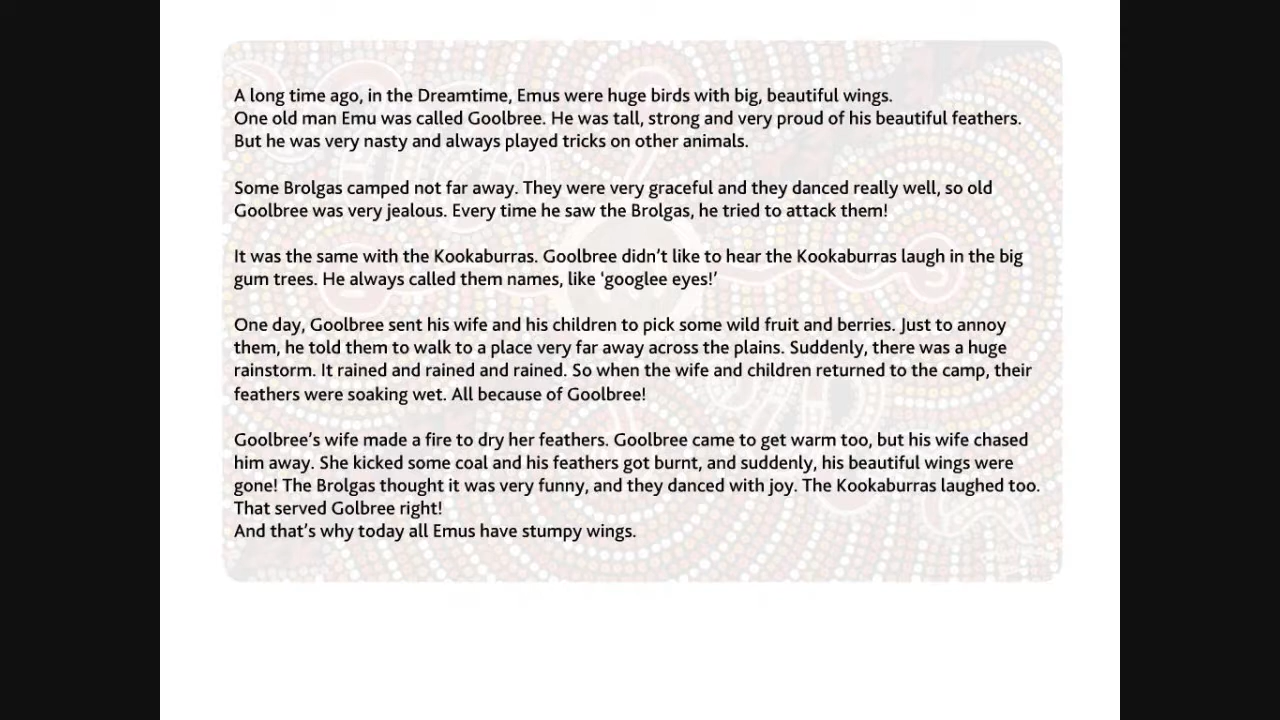 A long time ago, in the Dreamtime, Emus were huge birds with big, beautiful wings.
One old man Emu was called Goolbree. He was tall, strong and very proud of his beautiful feathers.
But he was very nasty and always played tricks on other animals.
Some Brolgas camped not far away. They were very graceful and they danced really well, so old
Goolbree was very jealous. Every time he saw the Brolgas, he tried to attack them!
It was the same with the Kookaburras. Goolbree didn’t like to hear the Kookaburras laugh in the big
gum trees. He always called them names, like ‘googlee eyes!’
One day, Goolbree sent his wife and his children to pick some wild fruit and berries. Just to annoy
them, he told them to walk to a place very far away across the plains. Suddenly, there was a huge
rainstorm. It rained and rained and rained. So when the wife and children returned to the camp, their
feathers were soaking wet. All because of Goolbree!
Goolbree’s wife made a fire to dry her feathers. Goolbree came to get warm too, but his wife chased
him away. She kicked some coal and his feathers got burnt, and suddenly, his beautiful wings were
gone! The Brolgas thought it was very funny, and they danced with joy. The Kookaburras laughed too.
That served Golbree right!
And that’s why today all Emus have stumpy wings.